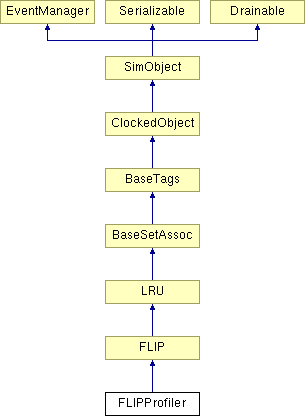 EventManager Serializable Drainable
SimObject
ClockedObject
BaseTags
BaseSetAssoc
LRU
FLIP
FLIPProfiler